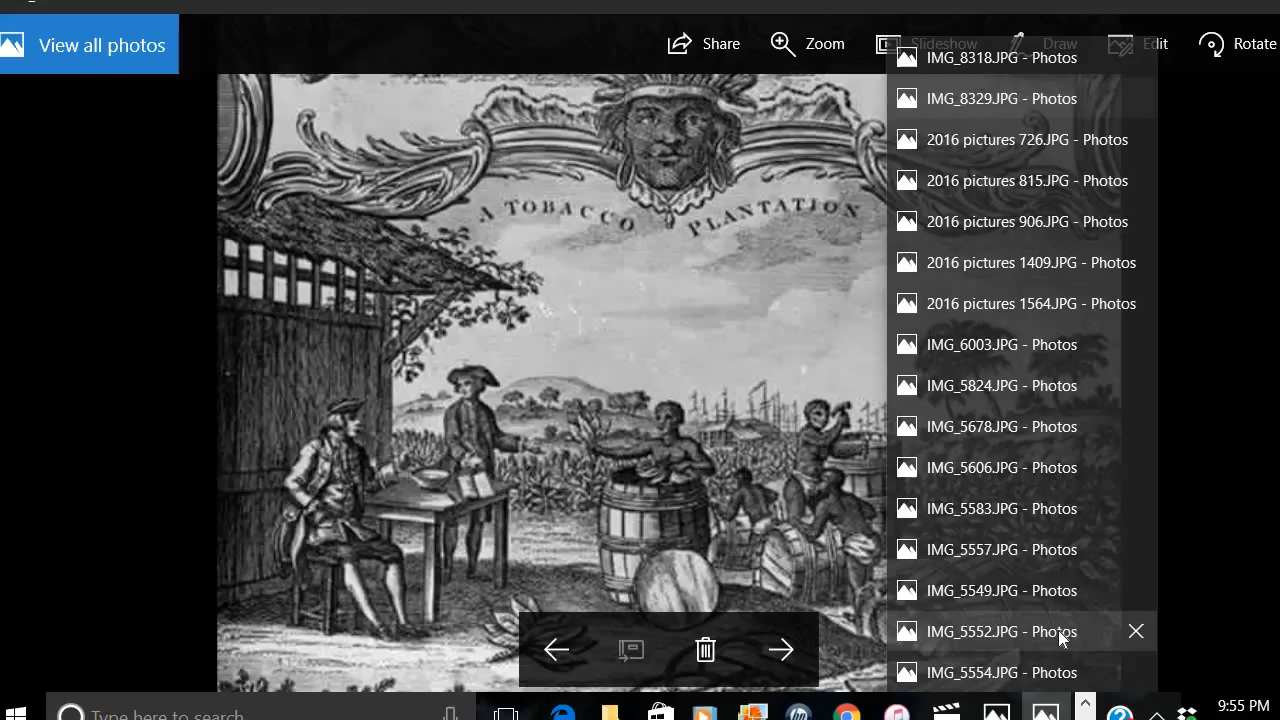 View all photos
Share
Zoom
Slideshow
Draw
Edit
Rotate
IMG_8318.JPG - Photos
IMG_8329.JPG - Photos
2016 pictures 726.JPG - Photos
2016 pictures 815.JPG - Photos
2016 pictures 906.JPG - Photos
2016 pictures 1409.JPG - Photos
2016 pictures 1564.JPG - Photos
IMG_6003.JPG - Photos
IMG_5824.JPG - Photos
IMG_5678.JPG - Photos
IMG_5606.JPG - Photos
IMG_5583.JPG - Photos
IMG_5557.JPG - Photos
IMG_5549.JPG - Photos
IMG_5552.JPG - Photos
IMG_5554.JPG - Photos
A TOBACCO PLANTATION
Type here to search
9:55 PM